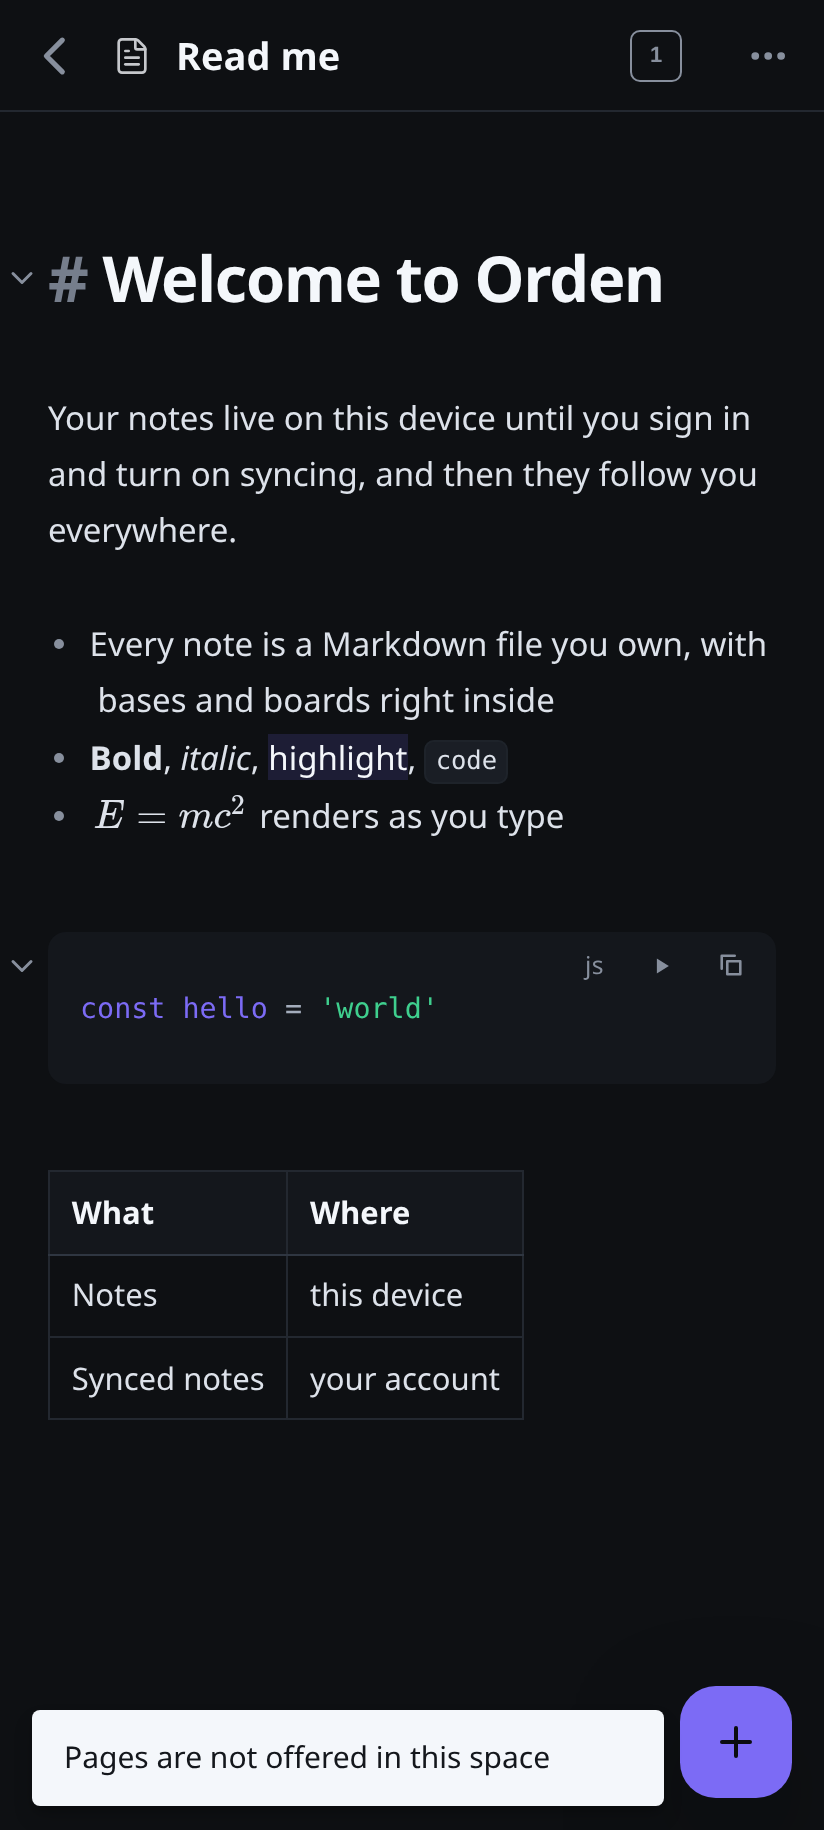 Read me
1
# Welcome to Orden
Your notes live on this device until you sign in
and turn on syncing, and then they follow you
everywhere.
• Every note is a Markdown file you own, with
bases and boards right inside
• Bold, italic, highlight, code
• E = mc² renders as you type
js
const hello = 'world'
What Where
Notes this device
Synced notes your account
Pages are not offered in this space